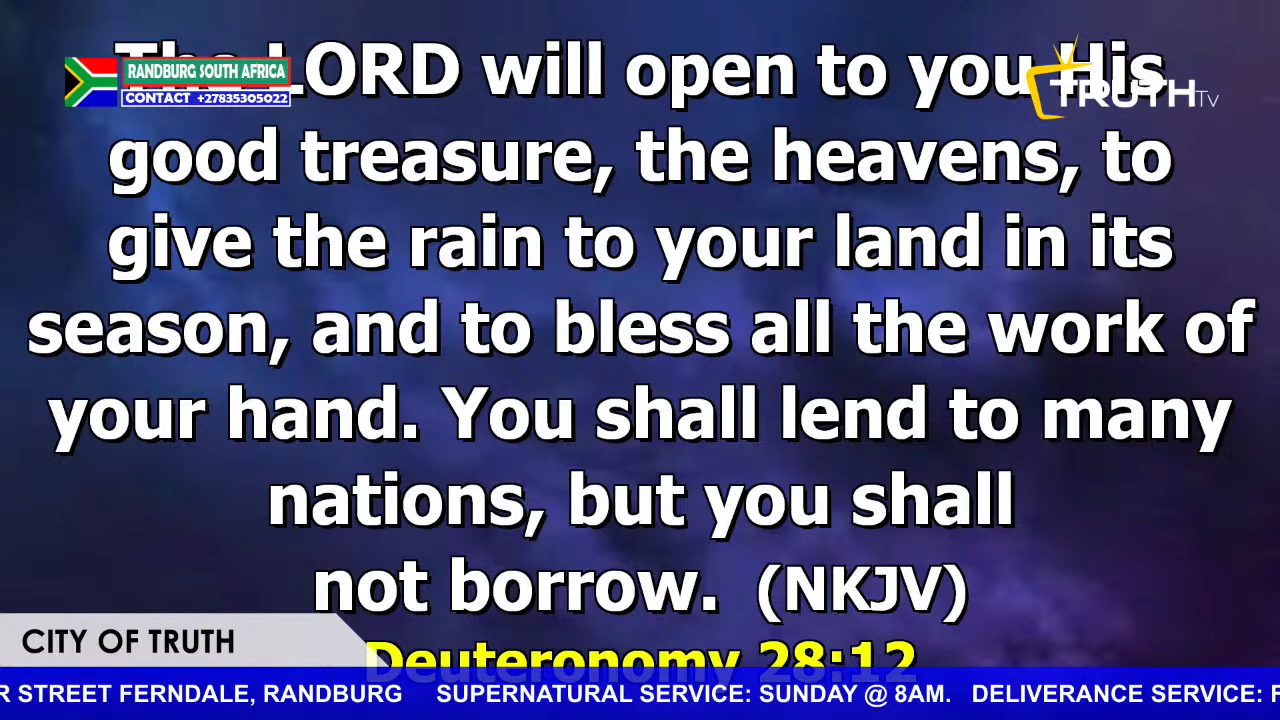 The LORD will open to you His
RANDBURG SOUTH AFRICA
CONTACT +27835305022
TRUTH TV
good treasure, the heavens, to
give the rain to your land in its
season, and to bless all the work of
your hand. You shall lend to many
nations, but you shall
not borrow. (NKJV)
Deuteronomy 28:12
CITY OF TRUTH
R STREET FERNDALE, RANDBURG SUPERNATURAL SERVICE: SUNDAY @ 8AM. DELIVERANCE SERVICE: F